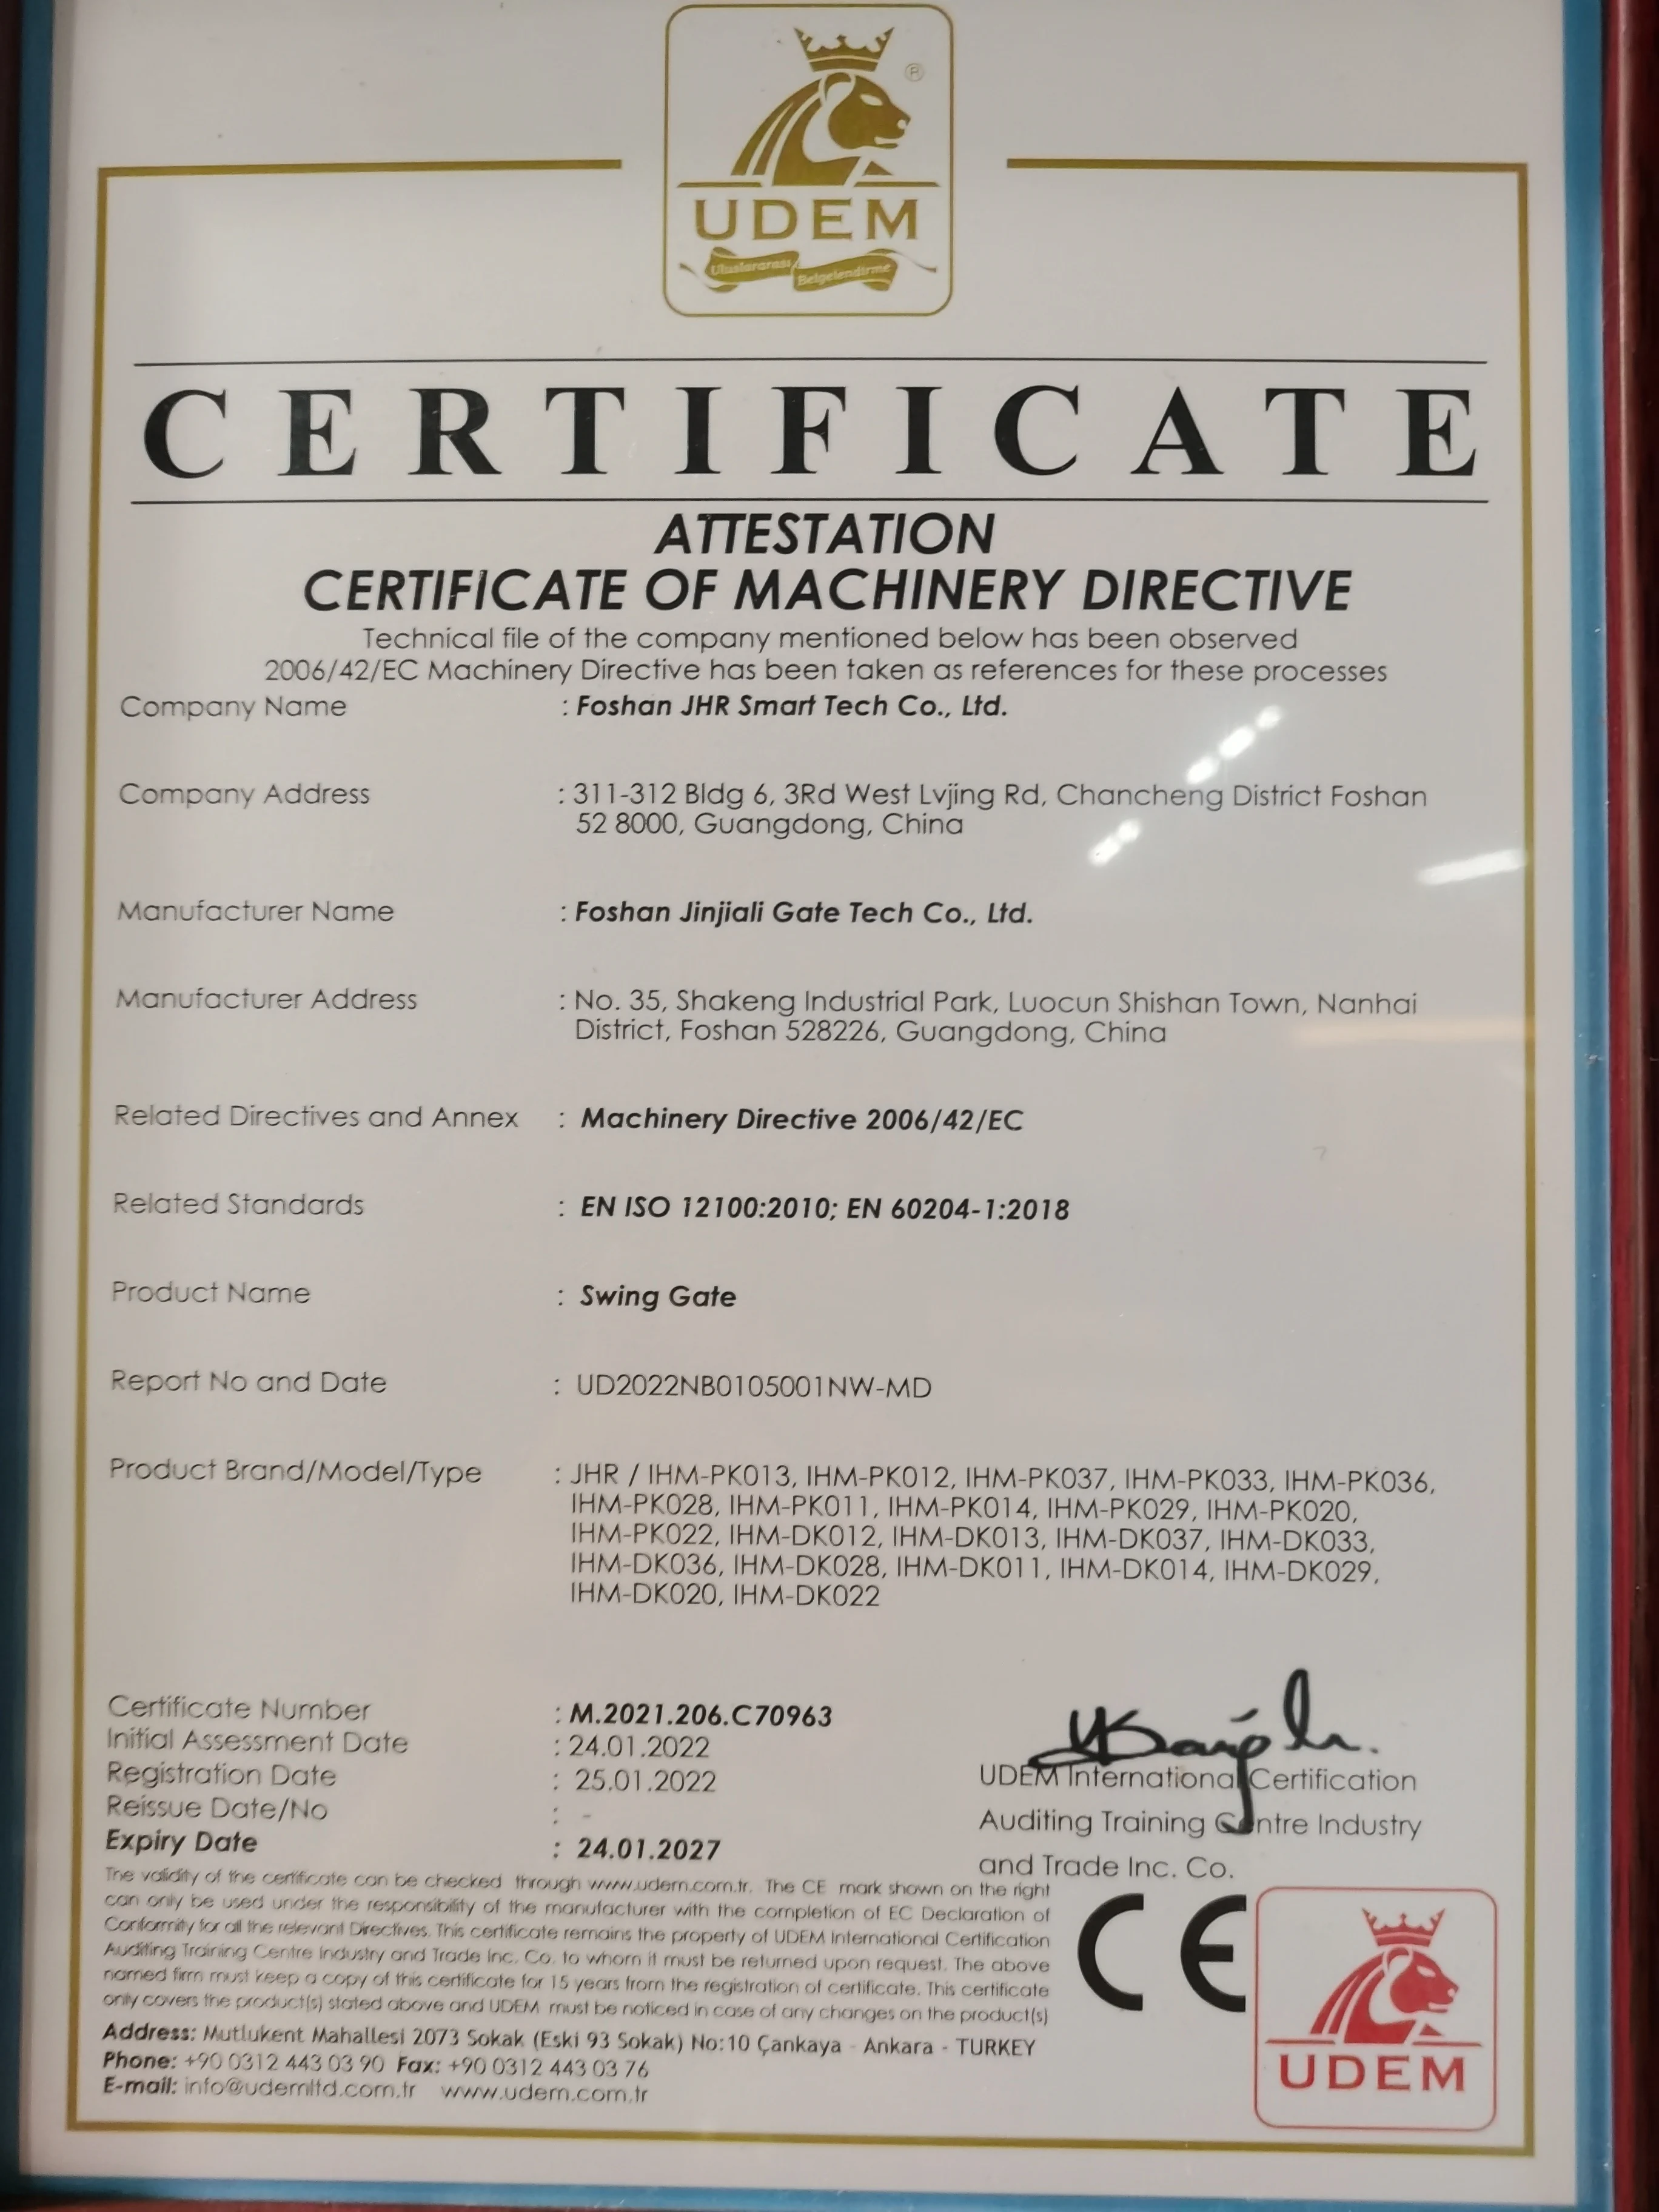 ®
UDEM
Uluslararası Belgelendirme
CERTIFICATE
ATTESTATION
CERTIFICATE OF MACHINERY DIRECTIVE
Technical file of the company mentioned below has been observed
2006/42/EC Machinery Directive has been taken as references for these processes
Company Name : Foshan JHR Smart Tech Co., Ltd.
Company Address : 311-312 Bldg 6, 3Rd West Lvjing Rd, Chancheng District Foshan
52 8000, Guangdong, China
Manufacturer Name : Foshan Jinjiali Gate Tech Co., Ltd.
Manufacturer Address : No. 35, Shakeng Industrial Park, Luocun Shishan Town, Nanhai
District, Foshan 528226, Guangdong, China
Related Directives and Annex : Machinery Directive 2006/42/EC
Related Standards : EN ISO 12100:2010; EN 60204-1:2018
Product Name : Swing Gate
Report No and Date : UD2022NB0105001NW-MD
Product Brand/Model/Type : JHR / IHM-PK013, IHM-PK012, IHM-PK037, IHM-PK033, IHM-PK036,
IHM-PK028, IHM-PK011, IHM-PK014, IHM-PK029, IHM-PK020,
IHM-PK022, IHM-DK012, IHM-DK013, IHM-DK037, IHM-DK033,
IHM-DK036, IHM-DK028, IHM-DK011, IHM-DK014, IHM-DK029,
IHM-DK020, IHM-DK022
Certificate Number : M.2021.206.C70963
Initial Assessment Date : 24.01.2022
Registration Date : 25.01.2022
Reissue Date/No : -
Expiry Date : 24.01.2027
UDEM International Certification
Auditing Training Centre Industry
and Trade Inc. Co.
The validity of the certificate can be checked through www.udem.com.tr. The CE mark shown on the right
can only be used under the responsibility of the manufacturer with the completion of EC Declaration of
Conformity for all the relevant Directives. This certificate remains the property of UDEM International Certification
Auditing Training Centre Industry and Trade Inc. Co. to whom it must be returned upon request. The above
named firm must keep a copy of this certificate for 15 years from the registration of certificate. This certificate
only covers the product(s) stated above and UDEM must be noticed in case of any changes on the product(s)
Address: Mutlukent Mahallesi 2073 Sokak (Eski 93 Sokak) No:10 Çankaya - Ankara - TURKEY
Phone: +90 0312 443 03 90 Fax: +90 0312 443 03 76
E-mail: info@udemltd.com.tr www.udem.com.tr
CE
UDEM